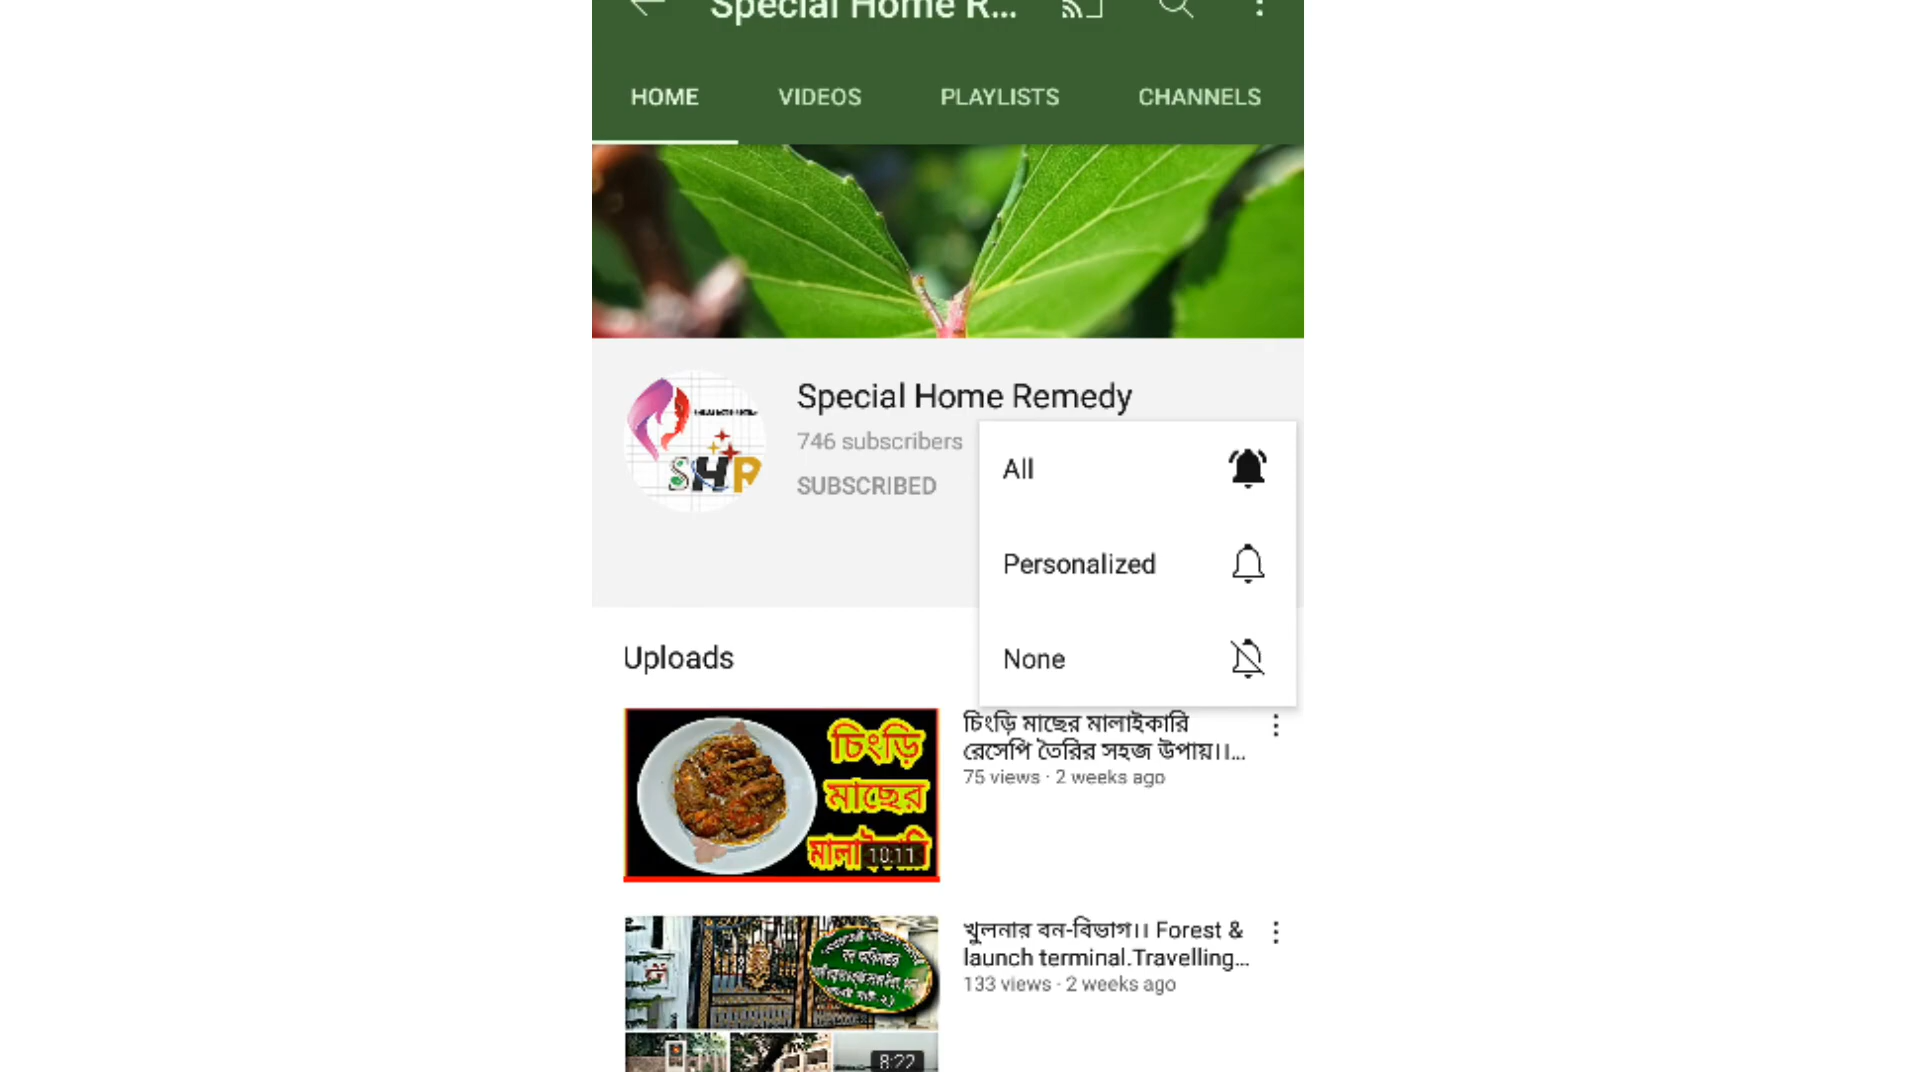 Special Home R...
HOME VIDEOS PLAYLISTS CHANNELS
Special Home Remedy
746 subscribers
SUBSCRIBED
All
Personalized
None
Uploads
SHR
চিংড়ি
মাছের
10:11
চিংড়ি মাছের মালাইকারি
রেসেপি তৈরির সহজ উপায়।।...
75 views · 2 weeks ago
খুলনার বন-বিভাগ।। Forest &
launch terminal.Travelling...
133 views · 2 weeks ago
8:22